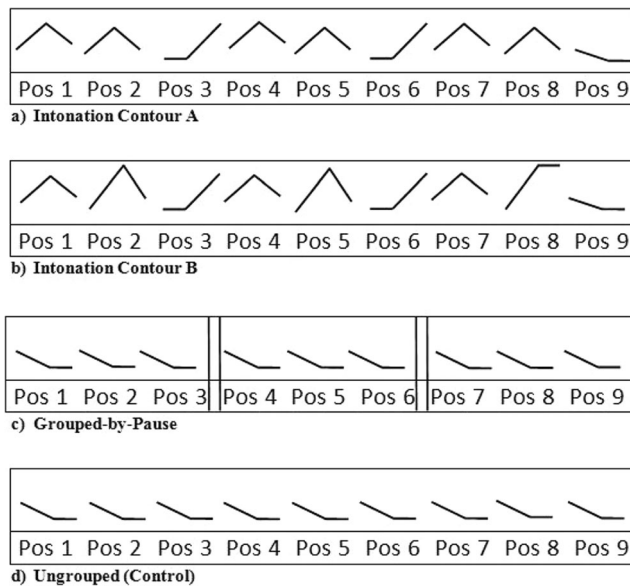 Pos 1 Pos 2 Pos 3 Pos 4 Pos 5 Pos 6 Pos 7 Pos 8 Pos 9
a) Intonation Contour A
Pos 1 Pos 2 Pos 3 Pos 4 Pos 5 Pos 6 Pos 7 Pos 8 Pos 9
b) Intonation Contour B
Pos 1 Pos 2 Pos 3 Pos 4 Pos 5 Pos 6 Pos 7 Pos 8 Pos 9
c) Grouped-by-Pause
Pos 1 Pos 2 Pos 3 Pos 4 Pos 5 Pos 6 Pos 7 Pos 8 Pos 9
d) Ungrouped (Control)